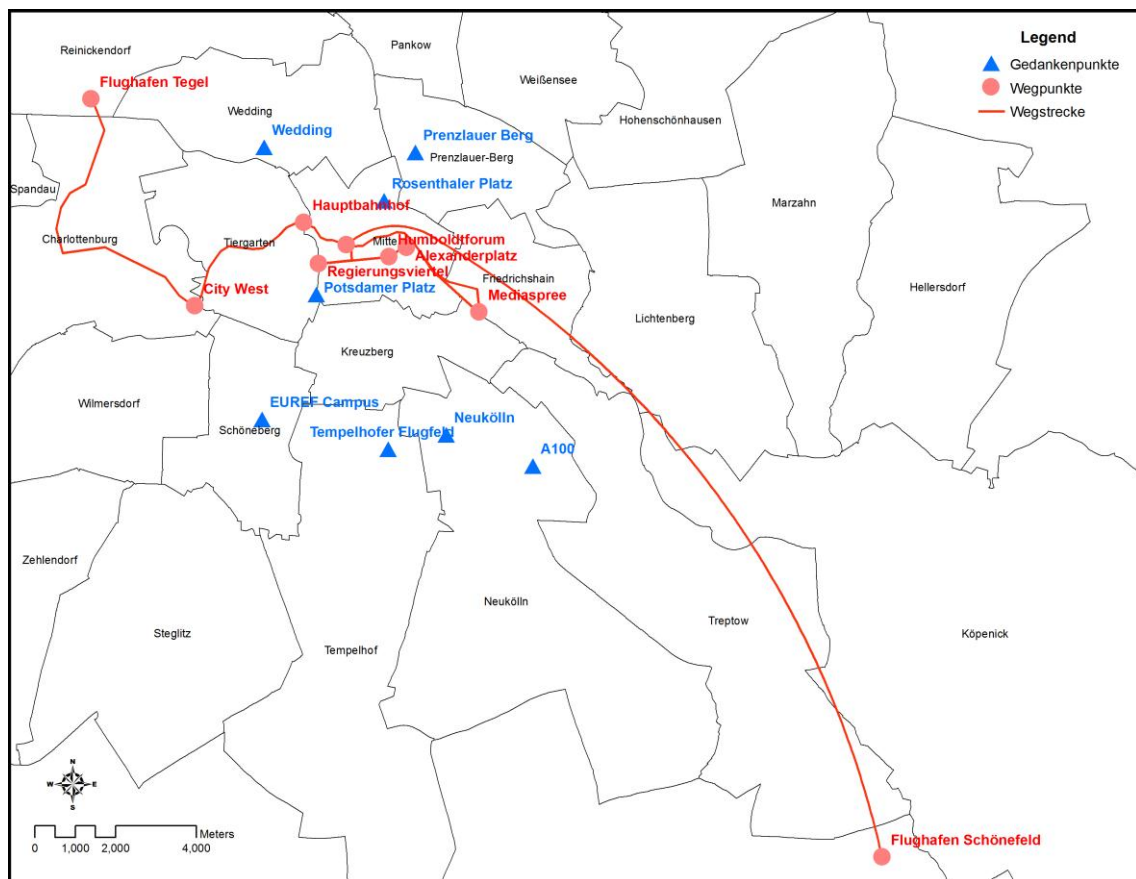 Reinickendorf
Pankow
Legend
Flughafen Tegel
Weißensee
Gedankenpunkte
Wegpunkte
Wegstrecke
Wedding
Wedding
Hohenschönhausen
Prenzlauer Berg
Prenzlauer-Berg
Spandau
Rosenthaler Platz
Marzahn
Hauptbahnhof
Charlottenburg
Tiergarten
Mitte
Humboldtforum
Alexanderplatz
Regierungsviertel
Friedrichshain
City West
Potsdamer Platz
Mediaspree
Hellersdorf
Lichtenberg
Kreuzberg
Wilmersdorf
EUREF Campus
Schöneberg
Neukölln
Tempelhofer Flugfeld
A100
Zehlendorf
Neukölln
Steglitz
Treptow
Köpenick
Tempelhof
N
W
E
S
Meters
0 1,000 2,000 4,000
Flughafen Schönefeld